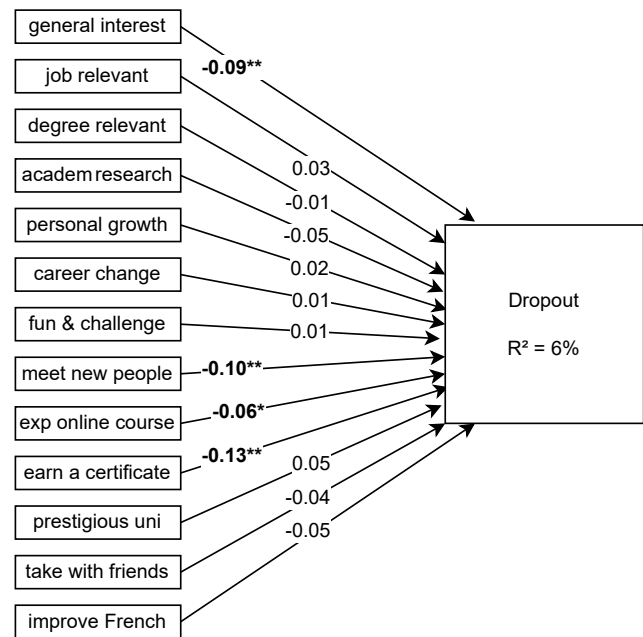 general interest
-0.09**
job relevant
degree relevant
academ research
0.03
-0.01
personal growth
-0.05
career change
0.02
0.01
fun & challenge
0.01
Dropout
R² = 6%
meet new people
-0.10**
exp online course
-0.06*
earn a certificate
-0.13**
0.05
prestigious uni
-0.04
take with friends
-0.05
improve French